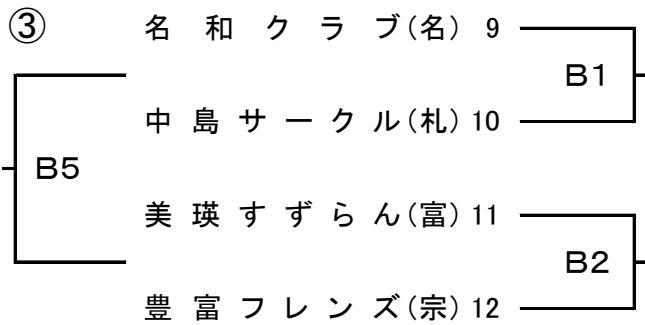 ③ 名和クラブ(名) 9
B1
中島サークル(札) 10
B5
美瑛すずらん(富) 11
B2
豊富フレンズ(宗) 12